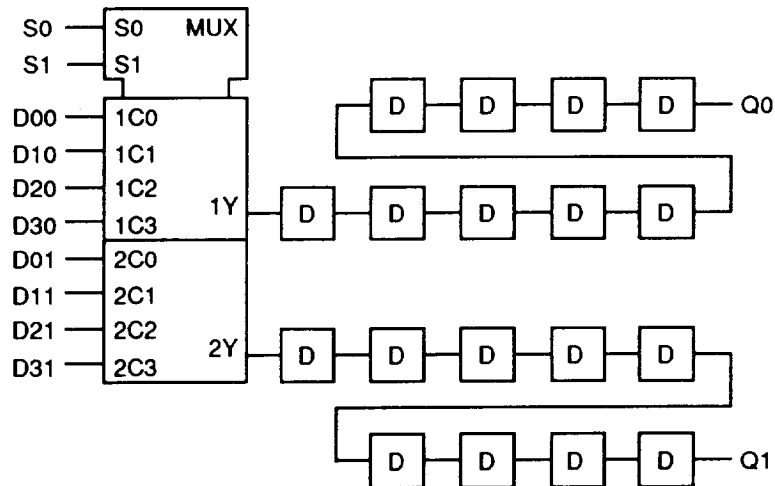 S0 S0 MUX
S1 S1
D00 1C0
D10 1C1
D20 1C2
D30 1C3
1Y
D01 2C0
D11 2C1
D21 2C2
D31 2C3
2Y
D D D D Q0
D D D D D
D D D D D
D D D D Q1